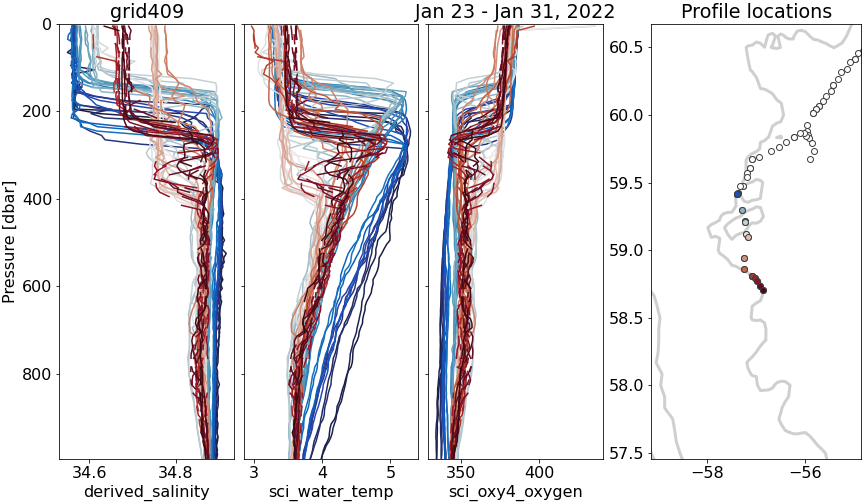 grid409
Jan 23 - Jan 31, 2022
Profile locations
Pressure [dbar]
0
200
400
600
800
34.6 34.8
derived_salinity
3 4 5
sci_water_temp
350 400
sci_oxy4_oxygen
60.5
60.0
59.5
59.0
58.5
58.0
57.5
−58 −56